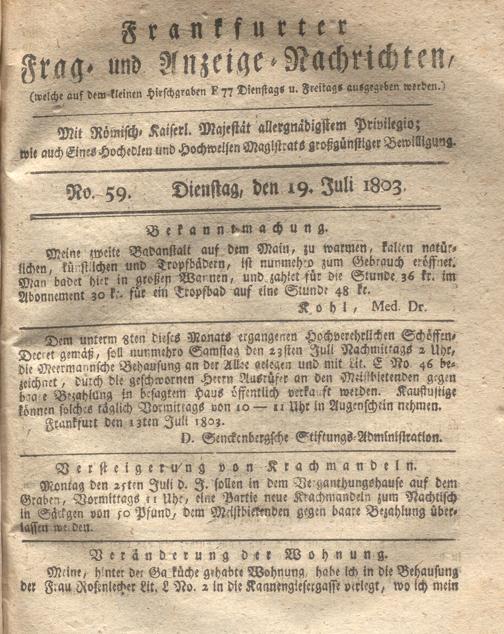 Frankfurter
Frag- und Anzeige-Nachrichten,
(welche auf dem kleinen Hirschgraben F 77 Dienstags u. Freitags ausgegeben werden.)
Mit Römisch-Kaiserl. Majestät allergnädigstem Privilegio;
wie auch Eines Hochedlen und Hochweisen Magistrats großgünstiger Bewilligung.
No. 59. Dienstag, den 19. Juli 1803.
Bekanntmachung.
Meine zweite Badanstalt auf dem Main, zu warmen, kalten natür-
lichen, künstlichen und Tropfbädern, ist nunmehro zum Gebrauch eröffnet.
Man badet hier in großen Wannen, und zahlet für die Stunde 36 kr. im
Abonnement 30 kr. für ein Tropfbad auf eine Stunde 48 kr.
Kohl, Med. Dr.
Dem unterm 8ten dieses Monats ergangenen Hochverehrlichen Schöffen-
Decret gemäß, soll nunmehro Samstag den 23sten Juli Nachmittags 2 Uhr,
die Meermannsche Behausung an der Allee gelegen und mit Lit. E No. 46 be-
zeichnet, durch die geschwornen Herrn Ausrüfer an den Meistbietenden gegen
baare Bezahlung in besagtem Haus öffentlich verkauft werden. Kauflustige
können solches täglich Vormittags von 10 — 11 Uhr in Augenschein nehmen.
Frankfurt den 13ten Juli 1803.
D. Senckenbergsche Stiftungs-Administration.
Versteigerung von Krachmandeln.
Montag den 25ten Juli d. J. sollen in dem Verganthungshause auf dem
Graben, Vormittags 11 Uhr, eine Partie neue Krachmandeln zum Nachtisch
in Säckgen von 50 Pfund, dem Meistbietenden gegen baare Bezahlung über-
lassen werden.
Veränderung der Wohnung.
Meine, hinter der Garküche gehabte Wohnung, habe ich in die Behausung
der Frau Rosenlecher Lit. L No. 2 in die Kannengiesergasse verlegt, wo ich mein